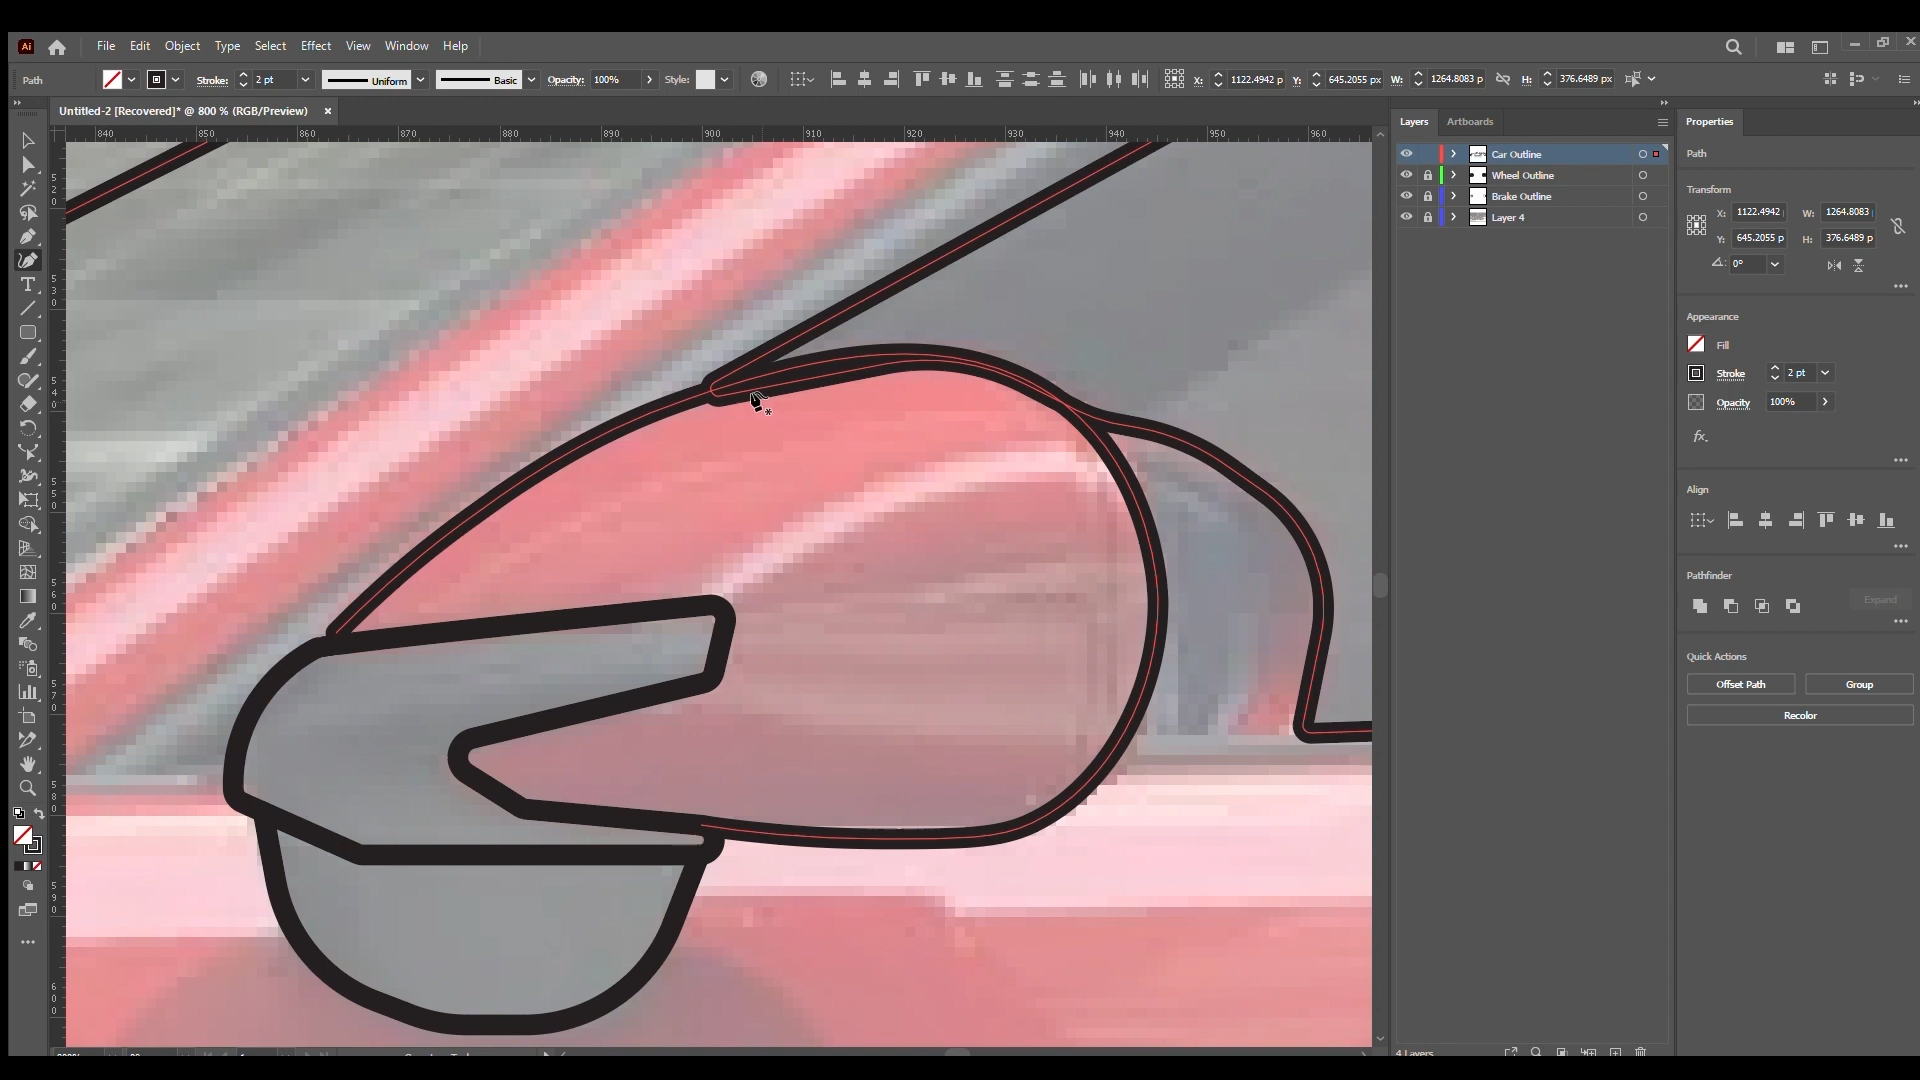 Ai File Edit Object Type Select Effect View Window Help
Path Stroke: 2 pt Uniform Basic Opacity: 100% Style: X: 1122.4942 p Y: 645.2055 px W: 1264.8083 p H: 376.6489 px
Untitled-2 [Recovered]* @ 800 % (RGB/Preview) ×
840 850 860 870 880 890 900 910 920 930 940 950 960
Layers Artboards
Car Outline
Wheel Outline
Brake Outline
Layer 4
4 Layers
Properties
Path
Transform
X: 1122.4942 W: 1264.8083
Y: 645.2055 p H: 376.6489 px
0°
Appearance
Fill
Stroke 2 pt
Opacity 100%
fx.
Align
Pathfinder
Expand
Quick Actions
Offset Path Group
Recolor